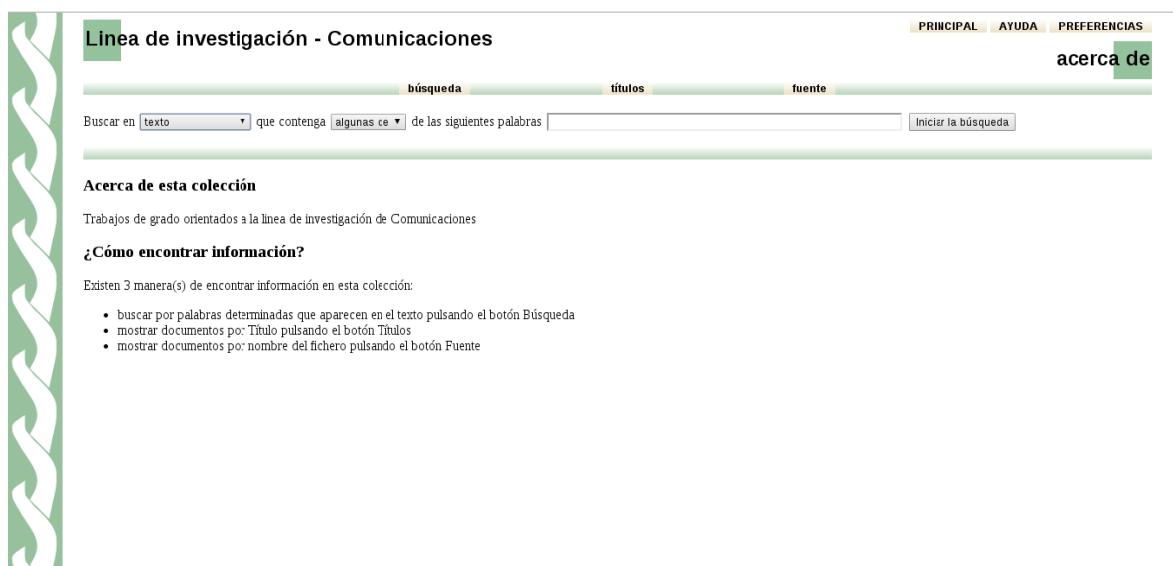 Linea de investigación - Comunicaciones
PRINCIPAL AYUDA PREFERENCIAS
acerca de
búsqueda títulos fuente
Buscar en texto que contenga algunas de de las siguientes palabras Iniciar la búsqueda
Acerca de esta colección
Trabajos de grado orientados a la linea de investigación de Comunicaciones
¿Cómo encontrar información?
Existen 3 manera(s) de encontrar información en esta colección:
• buscar por palabras determinadas que aparecen en el texto pulsando el botón Búsqueda
• mostrar documentos por Título pulsando el botón Títulos
• mostrar documentos por nombre del fichero pulsando el botón Fuente